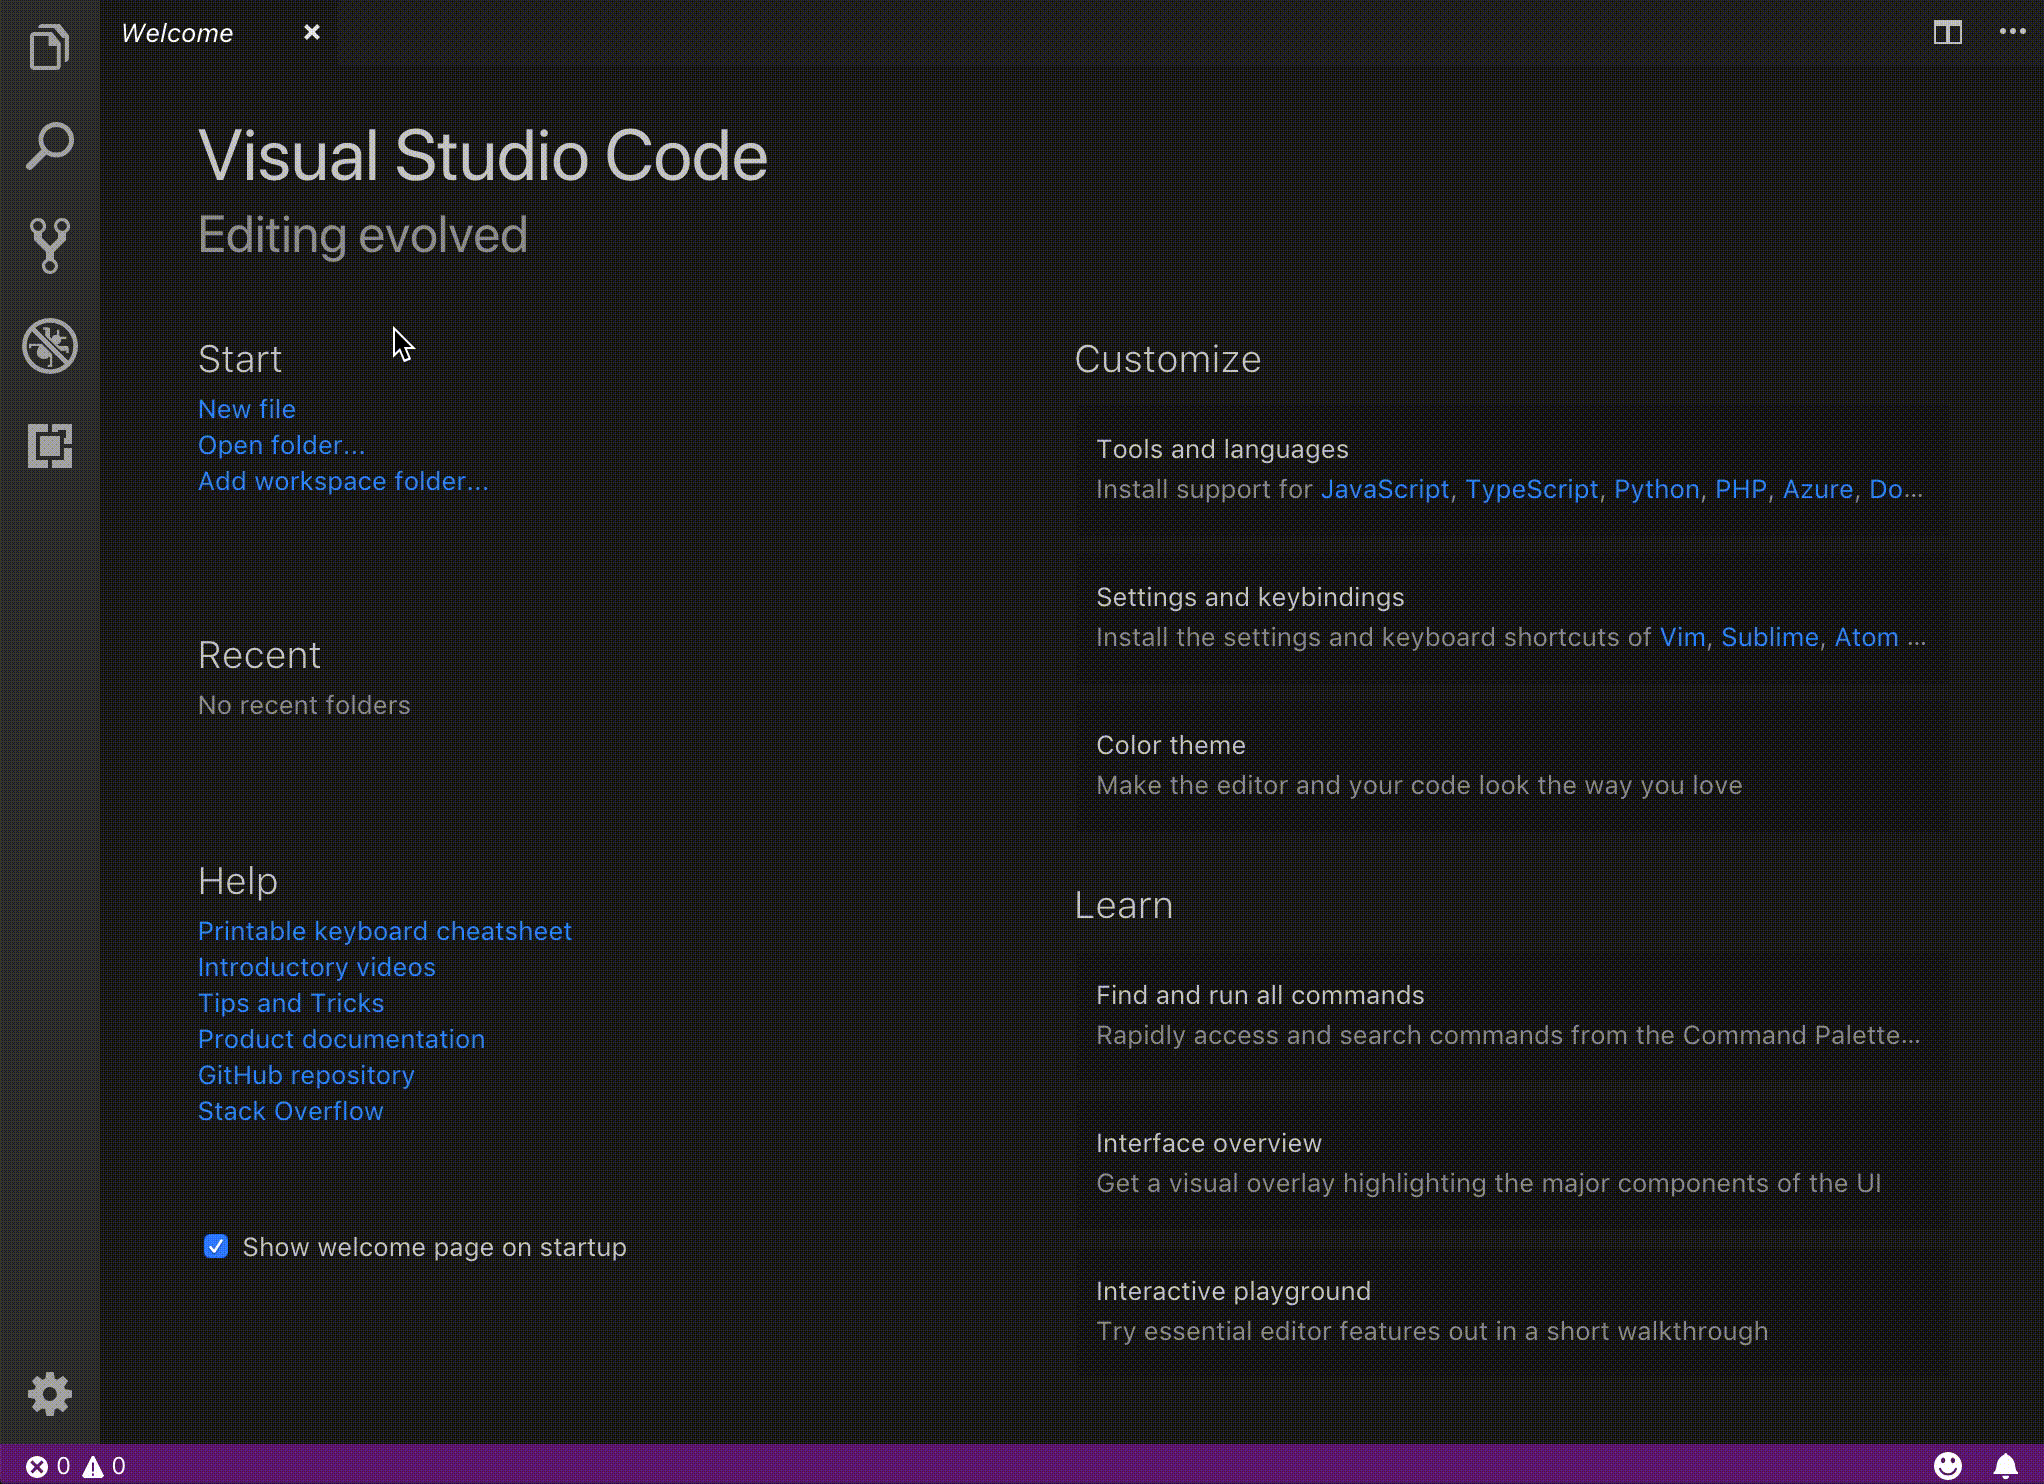 Welcome
Visual Studio Code
Editing evolved
Start
New file
Open folder...
Add workspace folder...
Recent
No recent folders
Help
Printable keyboard cheatsheet
Introductory videos
Tips and Tricks
Product documentation
GitHub repository
Stack Overflow
Show welcome page on startup
Customize
Tools and languages
Install support for JavaScript, TypeScript, Python, PHP, Azure, Do...
Settings and keybindings
Install the settings and keyboard shortcuts of Vim, Sublime, Atom ...
Color theme
Make the editor and your code look the way you love
Learn
Find and run all commands
Rapidly access and search commands from the Command Palette...
Interface overview
Get a visual overlay highlighting the major components of the UI
Interactive playground
Try essential editor features out in a short walkthrough
0 0